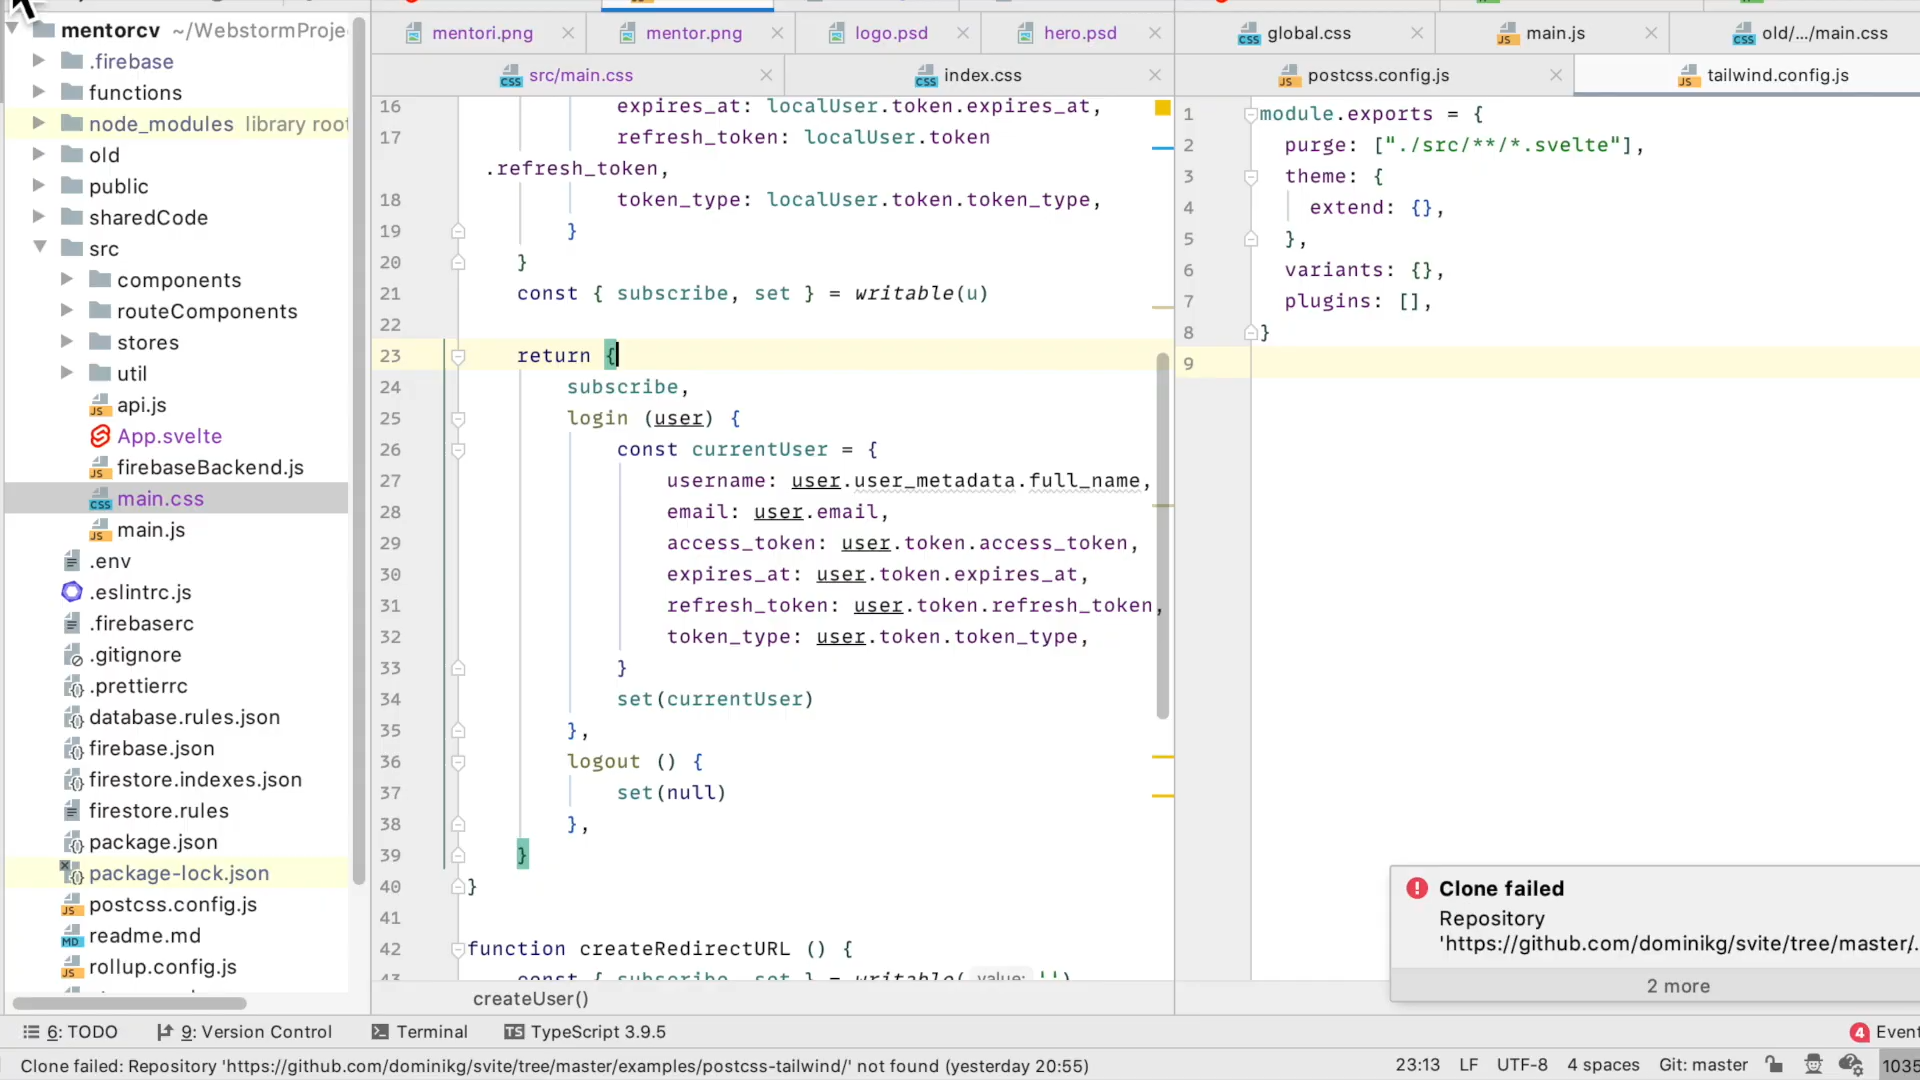 mentorcv ~/WebstormProje
.firebase
functions
node_modules library root
old
public
sharedCode
src
components
routeComponents
stores
util
api.js
App.svelte
firebaseBackend.js
main.css
main.js
.env
.eslintrc.js
.firebaserc
.gitignore
.prettierrc
database.rules.json
firebase.json
firestore.indexes.json
firestore.rules
package.json
package-lock.json
postcss.config.js
readme.md
rollup.config.js
mentori.png
mentor.png
logo.psd
hero.psd
src/main.css
index.css
16 expires_at: localUser.token.expires_at,
17 refresh_token: localUser.token
.refresh_token,
18 token_type: localUser.token.token_type,
19 }
20 }
21 const { subscribe, set } = writable(u)
22
23 return {
24 subscribe,
25 login (user) {
26 const currentUser = {
27 username: user.user_metadata.full_name,
28 email: user.email,
29 access_token: user.token.access_token,
30 expires_at: user.token.expires_at,
31 refresh_token: user.token.refresh_token,
32 token_type: user.token.token_type,
33 }
34 set(currentUser)
35 },
36 logout () {
37 set(null)
38 },
39 }
40 }
41
42 function createRedirectURL () {
43 const { subscribe, set } = writable( value: '')
createUser()
global.css
main.js
old/.../main.css
postcss.config.js
tailwind.config.js
1 module.exports = {
2 purge: ["./src/**/*.svelte"],
3 theme: {
4 extend: {},
5 },
6 variants: {},
7 plugins: [],
8 }
9
Clone failed
Repository
'https://github.com/dominikg/svite/tree/master/.
2 more
6: TODO
9: Version Control
Terminal
TypeScript 3.9.5
4 Event
Clone failed: Repository 'https://github.com/dominikg/svite/tree/master/examples/postcss-tailwind/' not found (yesterday 20:55)
23:13 LF UTF-8 4 spaces Git: master 1035